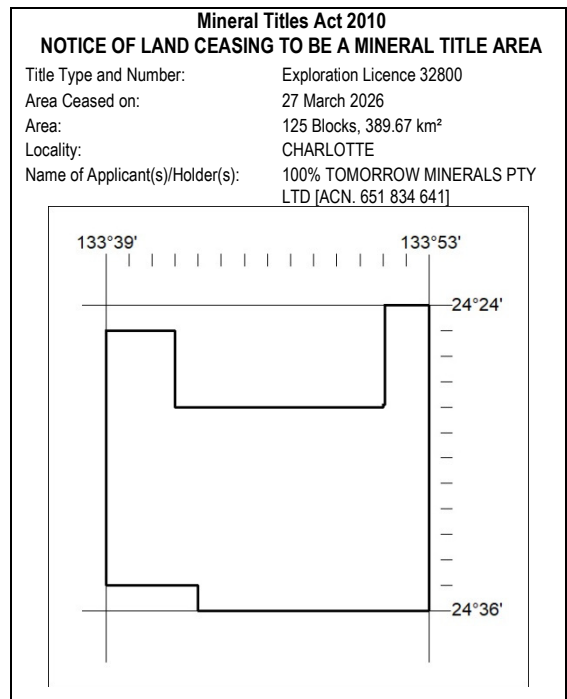 Mineral Titles Act 2010
NOTICE OF LAND CEASING TO BE A MINERAL TITLE AREA
Title Type and Number: Exploration Licence 32800
Area Ceased on: 27 March 2026
Area: 125 Blocks, 389.67 km²
Locality: CHARLOTTE
Name of Applicant(s)/Holder(s): 100% TOMORROW MINERALS PTY
LTD [ACN. 651 834 641]
133°39' 133°53'
24°24'
24°36'